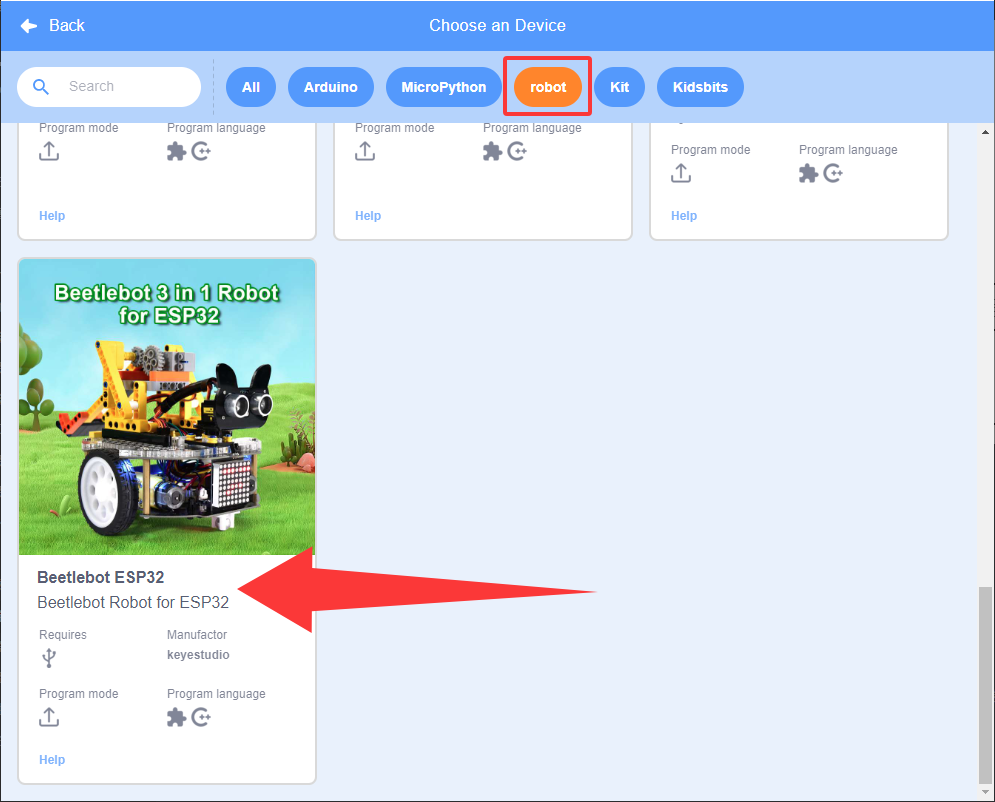 Back
Choose an Device
Search
All
Arduino
MicroPython
robot
Kit
Kidsbits
Program mode
Program language
Help
Program mode
Program language
Help
Program mode
Program language
Help
Beetlebot 3 in 1 Robot
for ESP32
Beetlebot ESP32
Beetlebot Robot for ESP32
Requires
Manufactor
keyestudio
Program mode
Program language
Help